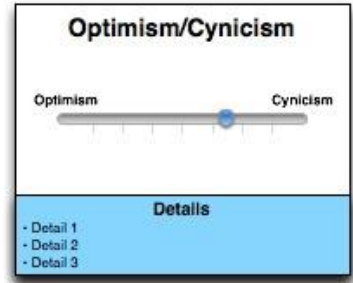 Optimism/Cynicism
Optimism Cynicism
Details
- Detail 1
- Detail 2
- Detail 3